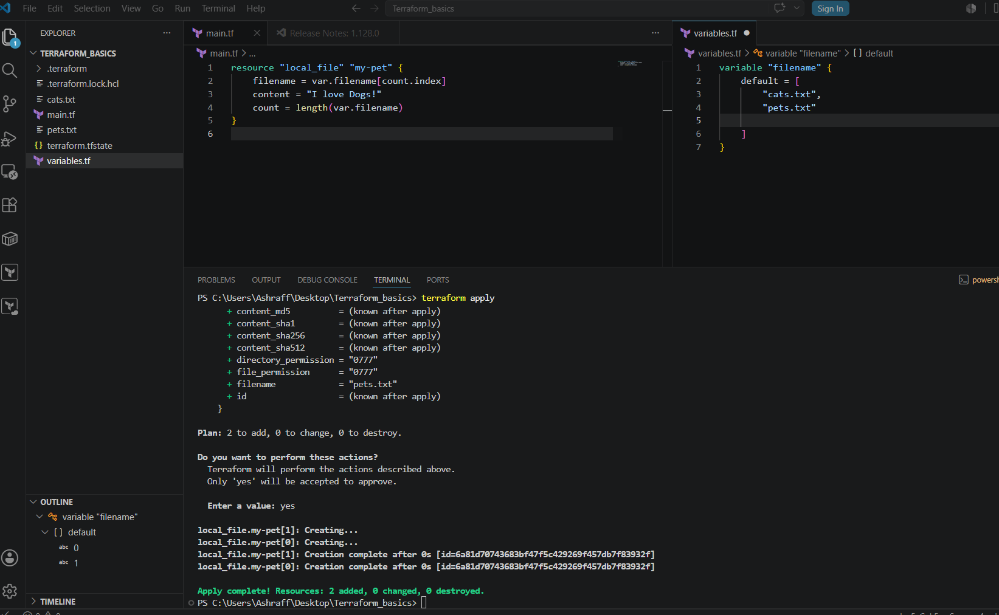 File Edit Selection View Go Run Terminal Help
Terraform_basics
Sign In
EXPLORER
1
TERRAFORM_BASICS
.terraform
.terraform.lock.hcl
cats.txt
main.tf
pets.txt
terraform.tfstate
variables.tf
OUTLINE
variable "filename"
default
abc 0
abc 1
TIMELINE
main.tf
Release Notes: 1.128.0
main.tf > ...
1 resource "local_file" "my-pet" {
2 filename = var.filename[count.index]
3 content = "I love Dogs!"
4 count = length(var.filename)
5 }
6
variables.tf
variables.tf > variable "filename" > [ ] default
1 variable "filename" {
2 default = [
3 "cats.txt",
4 "pets.txt"
5
6 ]
7 }
PROBLEMS OUTPUT DEBUG CONSOLE TERMINAL PORTS
PS C:\Users\Ashraff\Desktop\Terraform_basics> terraform apply
+ content_md5 = (known after apply)
+ content_sha1 = (known after apply)
+ content_sha256 = (known after apply)
+ content_sha512 = (known after apply)
+ directory_permission = "0777"
+ file_permission = "0777"
+ filename = "pets.txt"
+ id = (known after apply)
}
Plan: 2 to add, 0 to change, 0 to destroy.
Do you want to perform these actions?
Terraform will perform the actions described above.
Only 'yes' will be accepted to approve.
Enter a value: yes
local_file.my-pet[1]: Creating...
local_file.my-pet[0]: Creating...
local_file.my-pet[1]: Creation complete after 0s [id=6a81d70743683bf47f5c429269f457db7f83932f]
local_file.my-pet[0]: Creation complete after 0s [id=6a81d70743683bf47f5c429269f457db7f83932f]
Apply complete! Resources: 2 added, 0 changed, 0 destroyed.
PS C:\Users\Ashraff\Desktop\Terraform_basics>